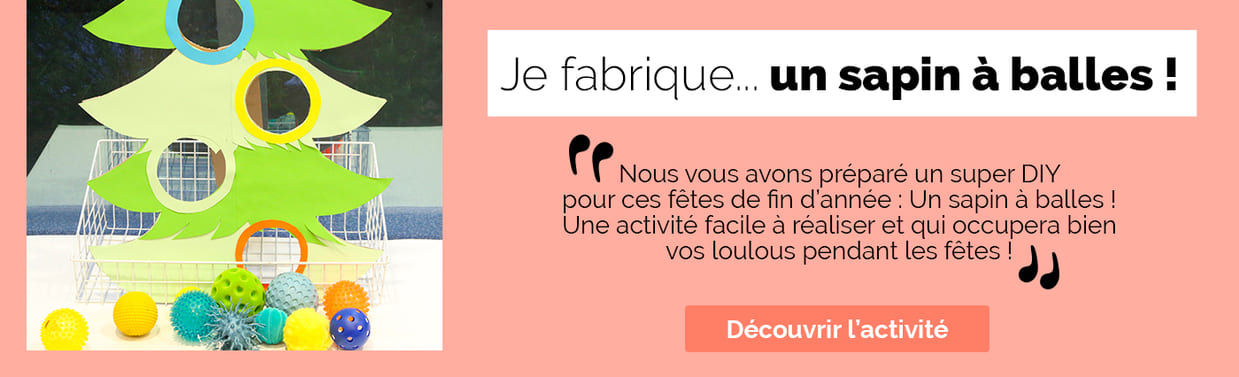 Je fabrique... un sapin à balles !
“ Nous vous avons préparé un super DIY
pour ces fêtes de fin d’année : Un sapin à balles !
Une activité facile à réaliser et qui occupera bien
vos loulous pendant les fêtes ! ”
Découvrir l’activité